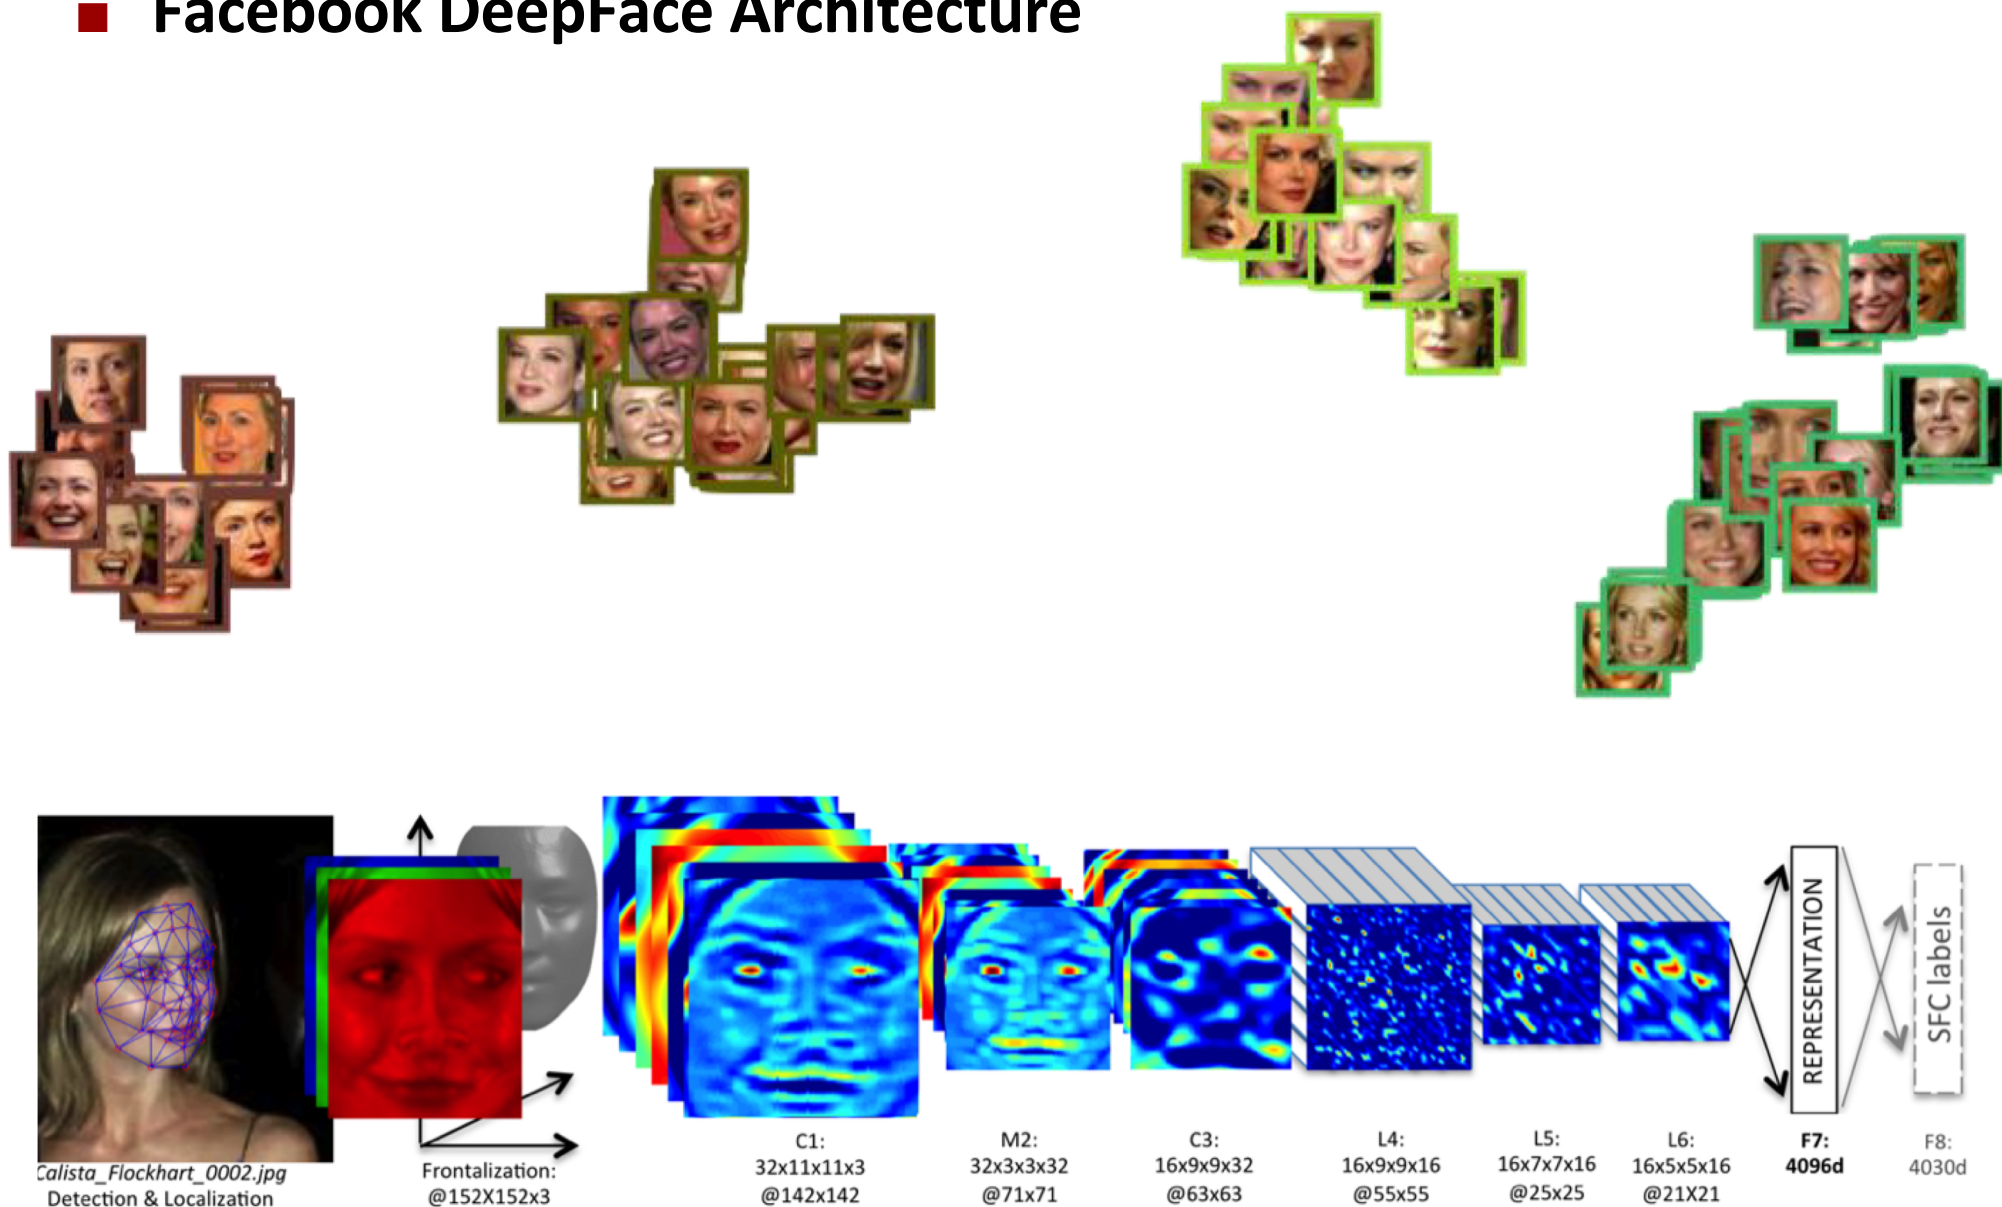 Facebook DeepFace Architecture
REPRESENTATION
SFC labels
Calista_Flockhart_0002.jpg
Detection & Localization
Frontalization:
@152X152x3
C1:
32x11x11x3
@142x142
M2:
32x3x3x32
@71x71
C3:
16x9x9x32
@63x63
L4:
16x9x9x16
@55x55
L5:
16x7x7x16
@25x25
L6:
16x5x5x16
@21X21
F7:
4096d
F8:
4030d